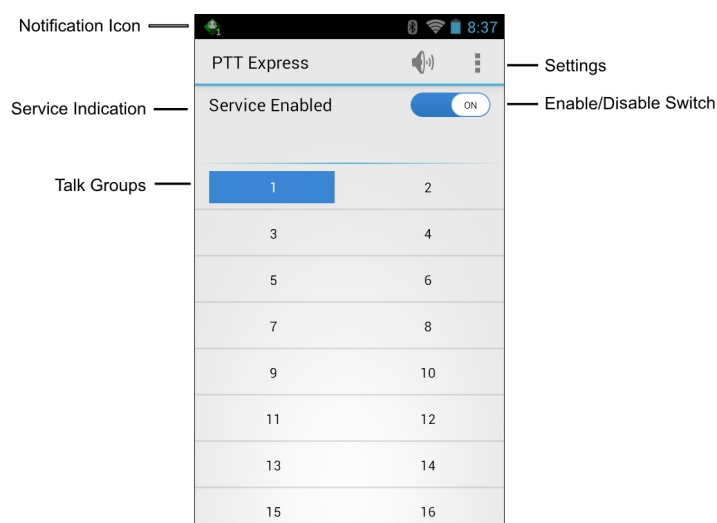 Notification Icon
1
8:37
PTT Express
Settings
Service Indication
Service Enabled
ON
Enable/Disable Switch
Talk Groups
1 2
3 4
5 6
7 8
9 10
11 12
13 14
15 16